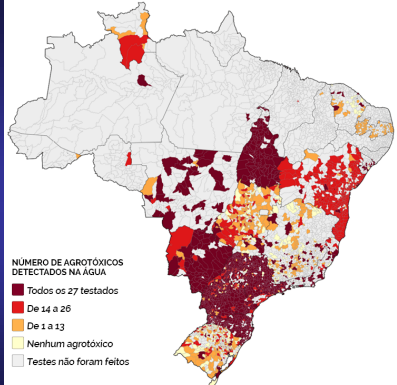 NÚMERO DE AGROTÓXICOS
DETECTADOS NA ÁGUA
Todos os 27 testados
De 14 a 26
De 1 a 13
Nenhum agrotóxico
Testes não foram feitos